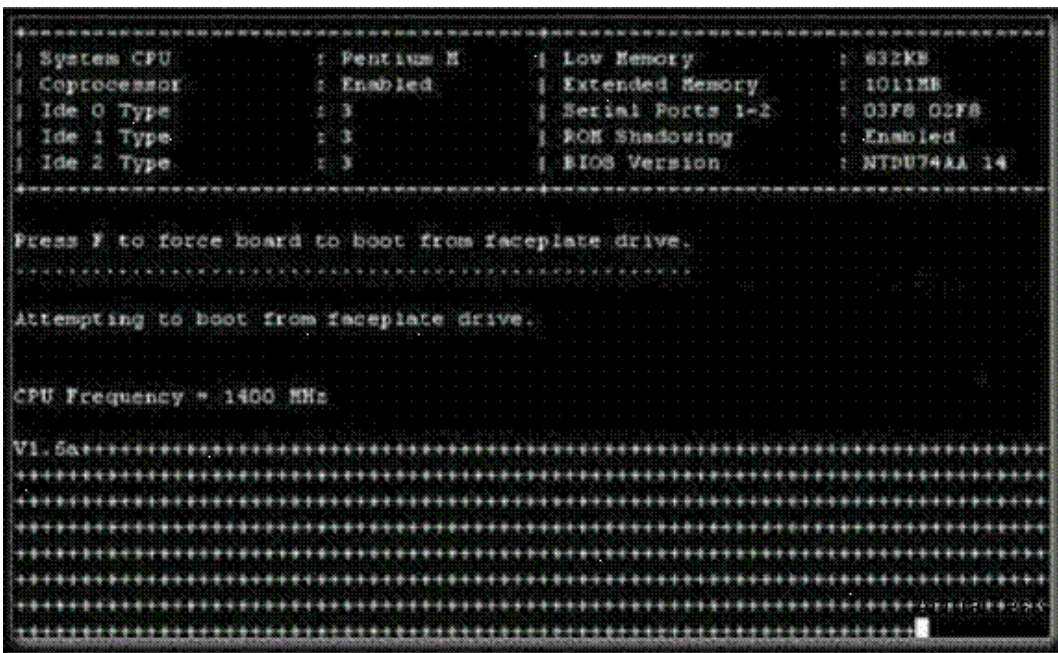 System CPU : Pentium M | Low Memory : 632KB
Coprocessor : Enabled | Extended Memory : 1011MB
Ide 0 Type : 3 | Serial Ports 1-2 : 03F8 02F8
Ide 1 Type : 3 | ROM Shadowing : Enabled
Ide 2 Type : 3 | BIOS Version : NTDU74AA 14
Press F to force board to boot from faceplate drive.
Attempting to boot from faceplate drive.
CPU Frequency = 1400 MHz
V1.6a